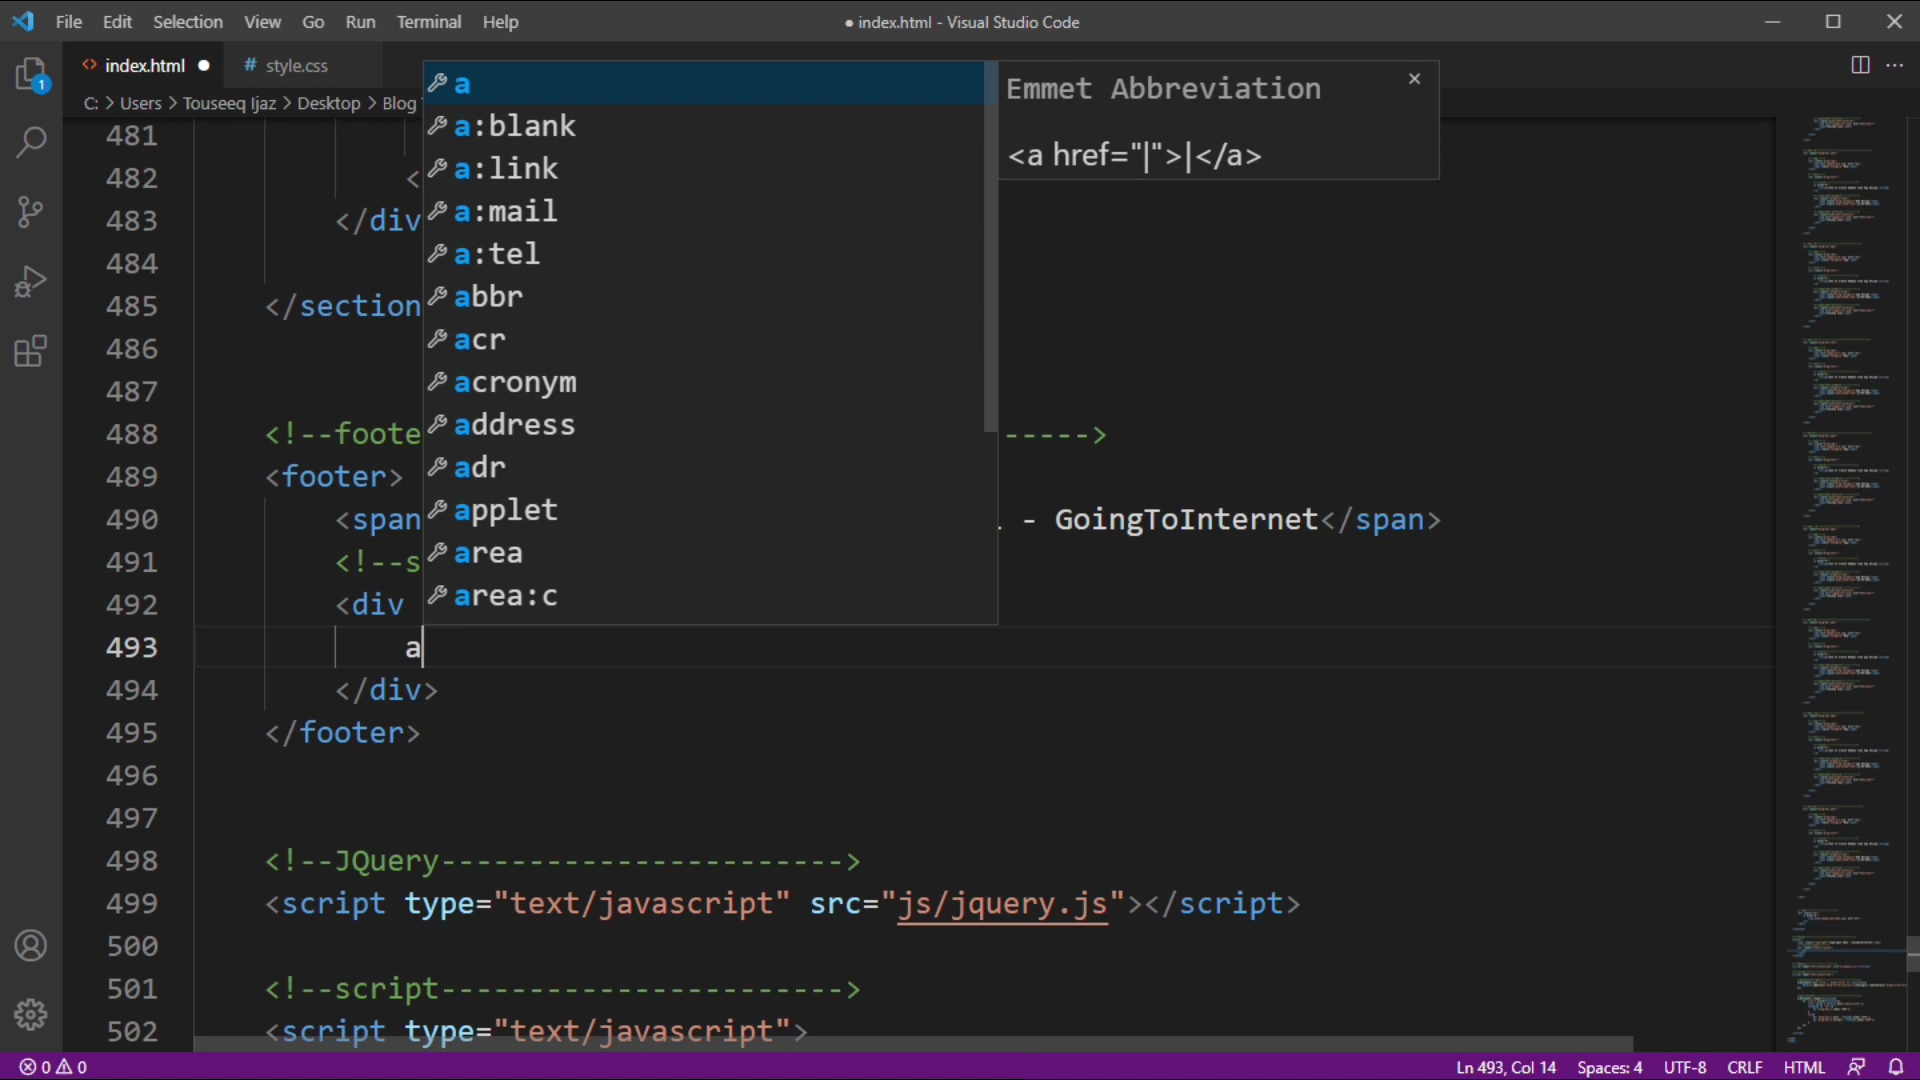 File Edit Selection View Go Run Terminal Help
● index.html - Visual Studio Code
index.html ●
# style.css
C: > Users > Touseeq Ijaz > Desktop > Blog
1
a
a:blank
a:link
a:mail
a:tel
abbr
acr
acronym
address
adr
applet
area
area:c
Emmet Abbreviation ×
<a href="|">|</a>
481
482 <
483 </div
484
485 </section
486
487
488 <!--foote ----->
489 <footer>
490 <span - GoingToInternet</span>
491 <!--s
492 <div
493 a
494 </div>
495 </footer>
496
497
498 <!--JQuery----------------------->
499 <script type="text/javascript" src="js/jquery.js"></script>
500
501 <!--script----------------------->
502 <script type="text/javascript">
0 0
Ln 493, Col 14 Spaces: 4 UTF-8 CRLF HTML